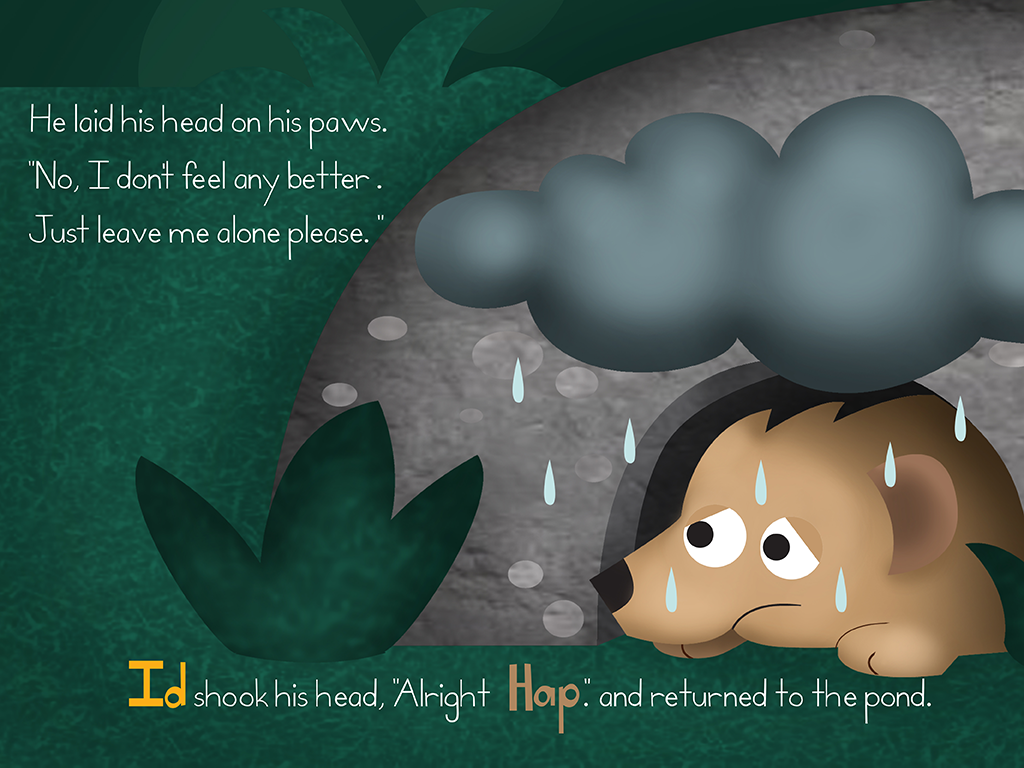 He laid his head on his paws.
"No, I don't feel any better.
Just leave me alone please."
Id shook his head, "Alright Hap". and returned to the pond.